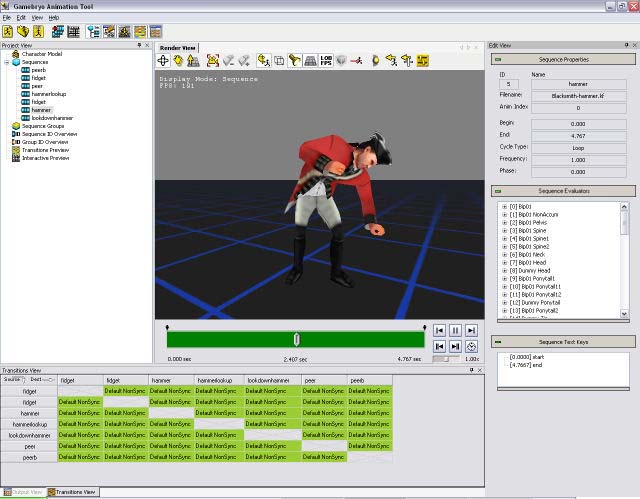 Gamebryo Animation Tool
File Edit View Help
Project View
Character Model
Sequences
peerb
fidget
peer
hammerlookup
fidget
hammer
lookdownhammer
Sequence Groups
Sequence ID Overview
Group ID Overview
Transitions Preview
Interactive Preview
Render View
LOD
FPS
Display Mode: Sequence
FPS: 191
0.000 sec 2.407 sec 4.767 sec 1.00x
Edit View
Sequence Properties
ID Name
5 hammer
Filename: Blacksmith-hammer.kf
Anim Index 0
Begin: 0.000
End: 4.767
Cycle Type: Loop
Frequency: 1.000
Phase: 0.000
Sequence Evaluators
[0] Bip01
[1] Bip01 NonAccum
[2] Bip01 Pelvis
[3] Bip01 Spine
[4] Bip01 Spine1
[5] Bip01 Spine2
[6] Bip01 Neck
[7] Bip01 Head
[8] Dummy Head
[9] Bip01 Ponytail1
[10] Bip01 Ponytail11
[11] Bip01 Ponytail12
[12] Dummy Ponytail
[13] Bip01 Ponytail2
Sequence Text Keys
[0.0000] start
[4.7667] end
Transitions View
Source Dest fidget fidget hammer hammerlookup lookdownhammer peer peerb
fidget Default NonSync Default NonSync Default NonSync Default NonSync Default NonSync Default NonSync
fidget Default NonSync Default NonSync Default NonSync Default NonSync Default NonSync Default NonSync
hammer Default NonSync Default NonSync Default NonSync Default NonSync Default NonSync Default NonSync
hammerlookup Default NonSync Default NonSync Default NonSync Default NonSync Default NonSync Default NonSync
lookdownhammer Default NonSync Default NonSync Default NonSync Default NonSync Default NonSync Default NonSync
peer Default NonSync Default NonSync Default NonSync Default NonSync Default NonSync Default NonSync
peerb Default NonSync Default NonSync Default NonSync Default NonSync Default NonSync Default NonSync
Output View Transitions View